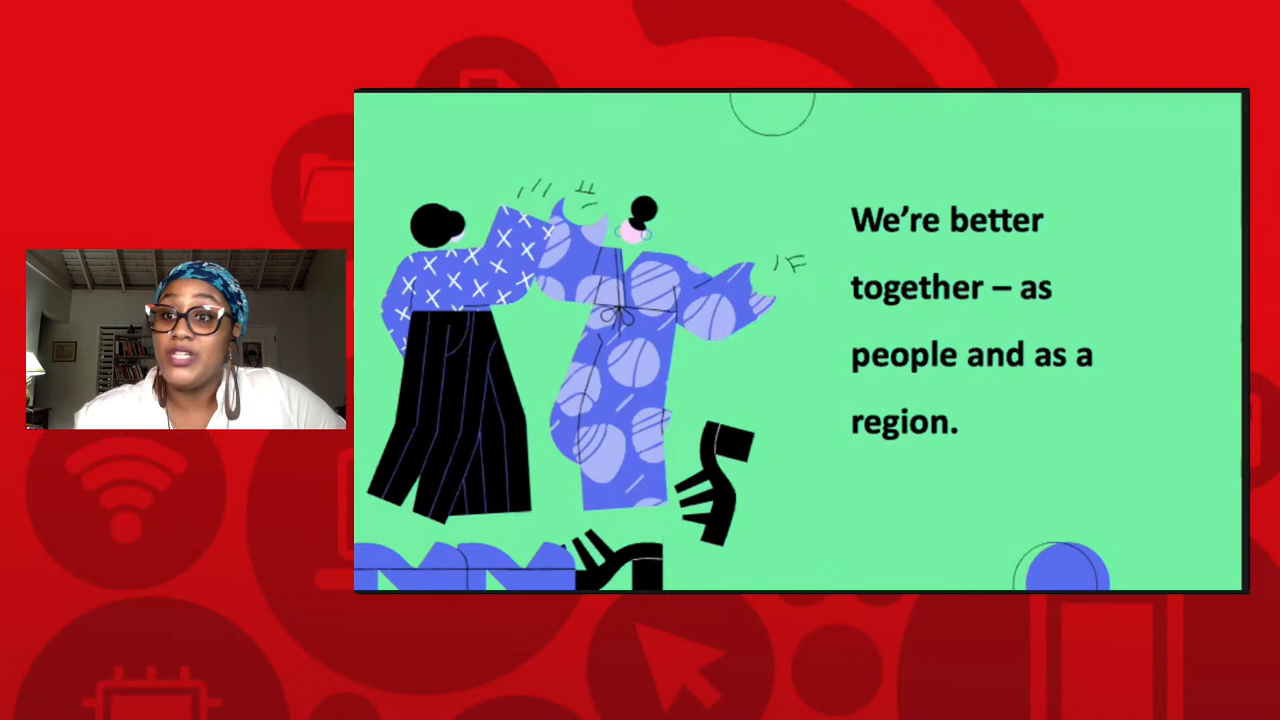 We’re better
together – as
people and as a
region.